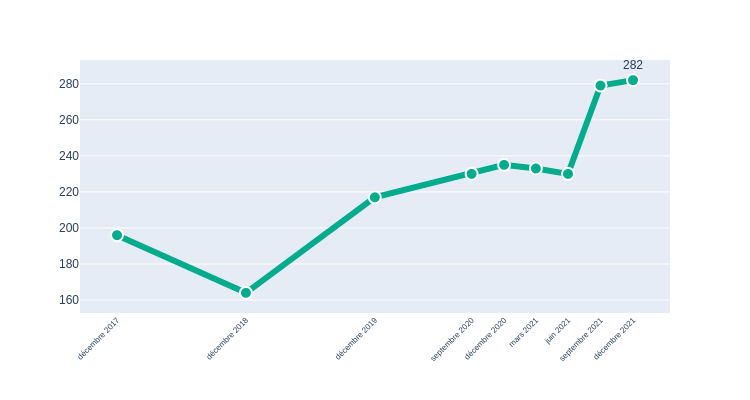 282
280
260
240
220
200
180
160
décembre 2017
décembre 2018
décembre 2019
septembre 2020
décembre 2020
mars 2021
juin 2021
septembre 2021
décembre 2021